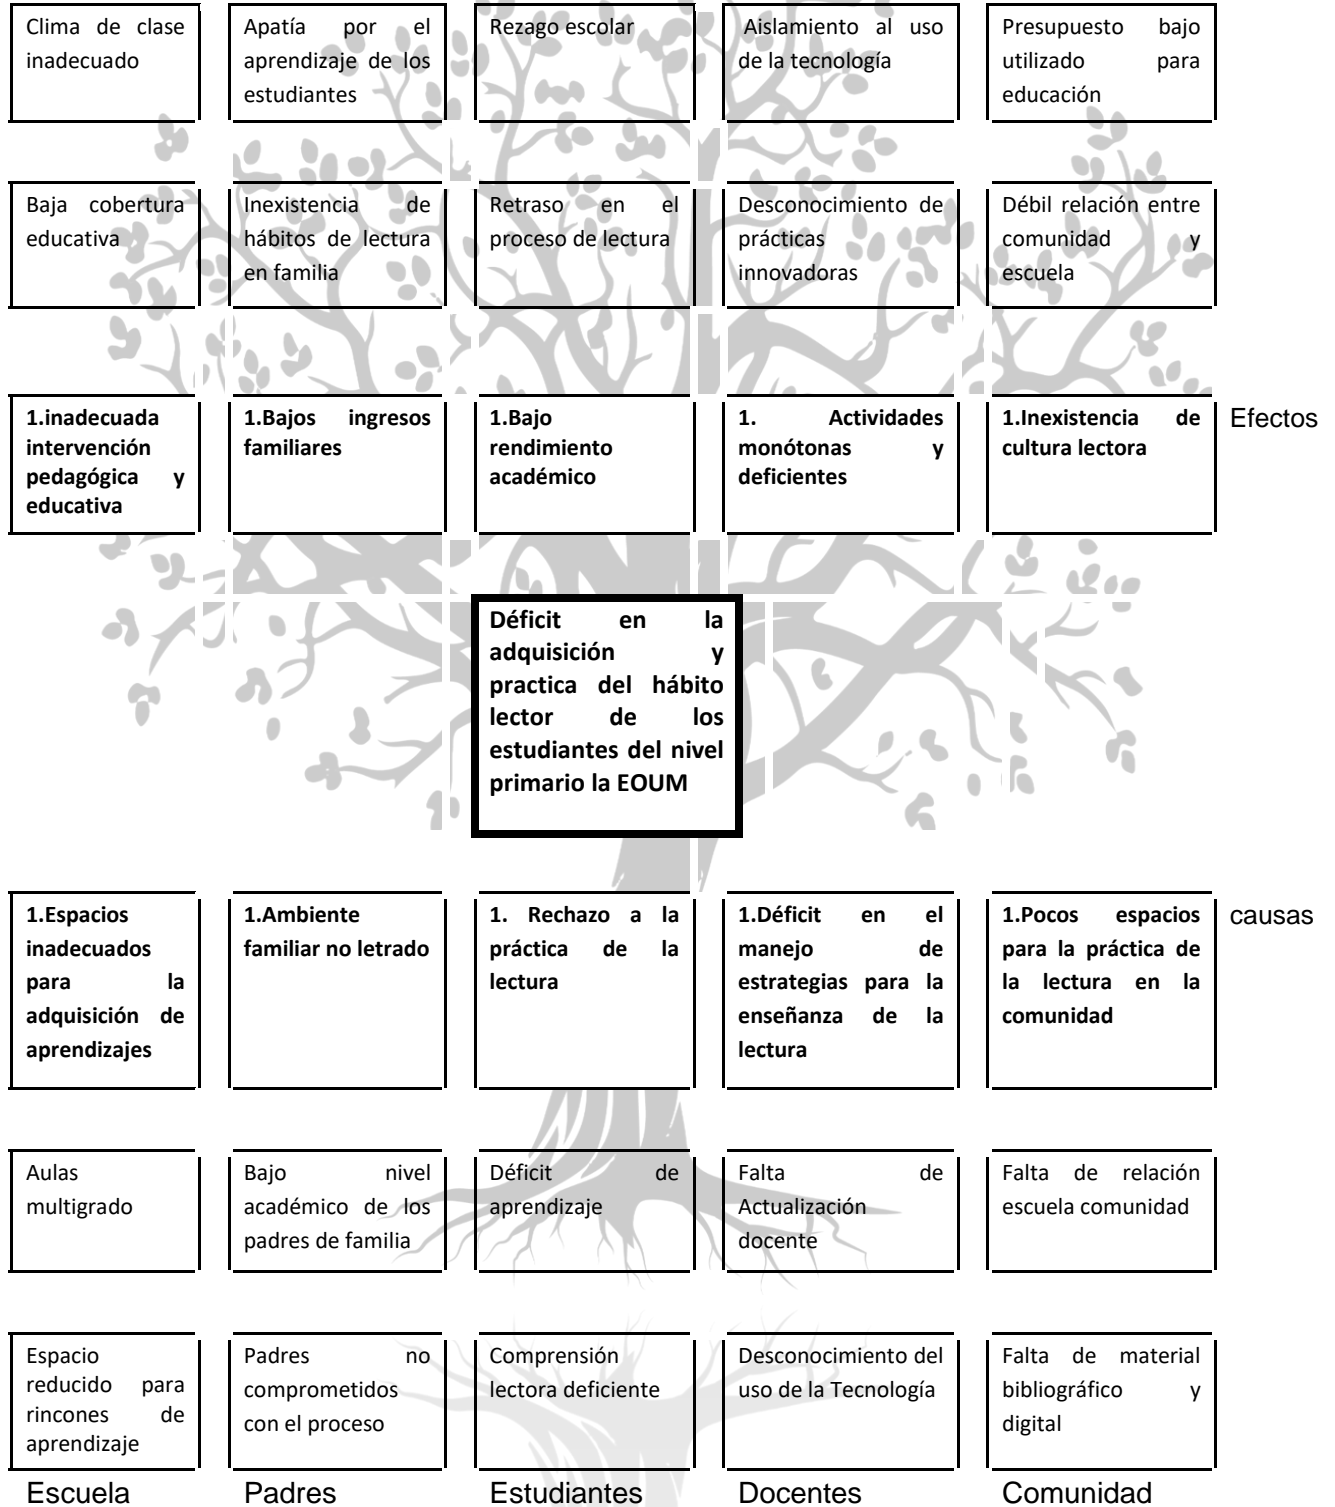 Clima de clase
inadecuado
Apatía por el
aprendizaje de los
estudiantes
Rezago escolar
Aislamiento al uso
de la tecnología
Presupuesto bajo
utilizado para
educación
Baja cobertura
educativa
Inexistencia de
hábitos de lectura
en familia
Retraso en el
proceso de lectura
Desconocimiento de
prácticas
innovadoras
Débil relación entre
comunidad y
escuela
1.inadecuada
intervención
pedagógica y
educativa
1.Bajos ingresos
familiares
1.Bajo
rendimiento
académico
1. Actividades
monótonas y
deficientes
1.Inexistencia de
cultura lectora
Efectos
Déficit en la
adquisición y
practica del hábito
lector de los
estudiantes del nivel
primario la EOUM
1.Espacios
inadecuados
para la
adquisición de
aprendizajes
1.Ambiente
familiar no letrado
1. Rechazo a la
práctica de la
lectura
1.Déficit en el
manejo de
estrategias para la
enseñanza de la
lectura
1.Pocos espacios
para la práctica de
la lectura en la
comunidad
causas
Aulas
multigrado
Bajo nivel
académico de los
padres de familia
Déficit de
aprendizaje
Falta de
Actualización
docente
Falta de relación
escuela comunidad
Espacio
reducido para
rincones de
aprendizaje
Padres no
comprometidos
con el proceso
Comprensión
lectora deficiente
Desconocimiento del
uso de la Tecnología
Falta de material
bibliográfico y
digital
Escuela
Padres
Estudiantes
Docentes
Comunidad